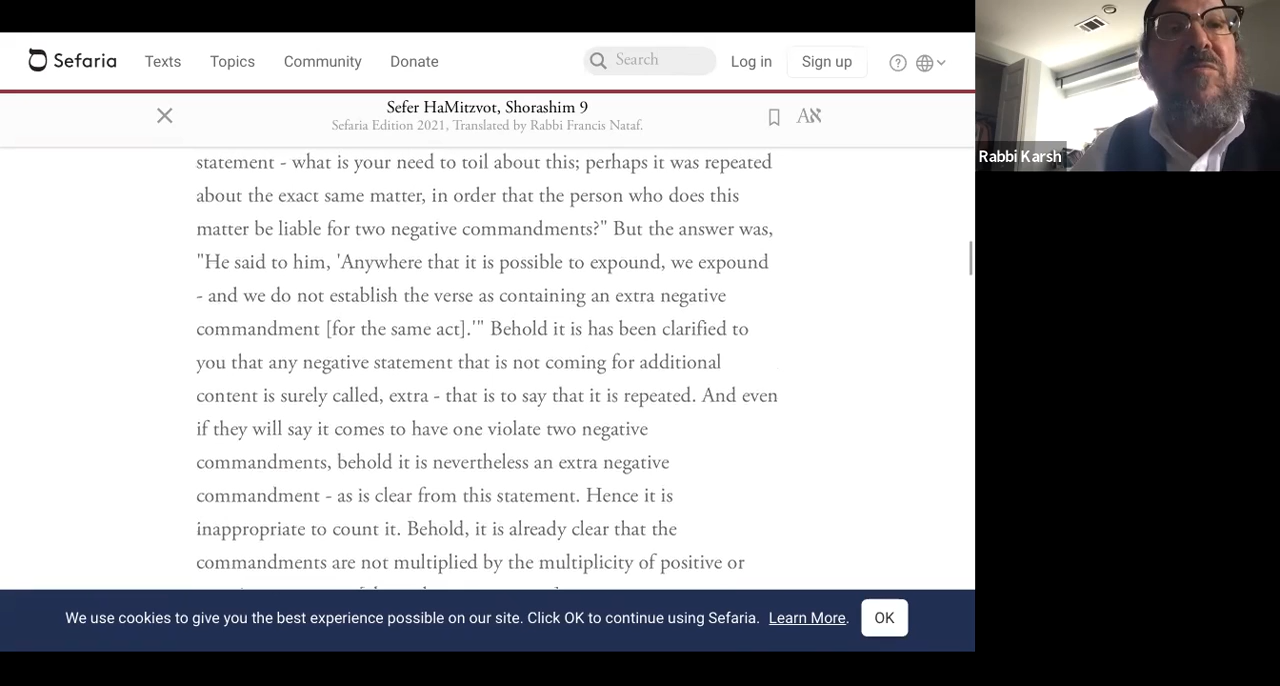 Sefaria Texts Topics Community Donate Search Log in Sign up
Sefer HaMitzvot, Shorashim 9
Sefaria Edition 2021, Translated by Rabbi Francis Nataf.
Aא
Rabbi Karsh
statement - what is your need to toil about this; perhaps it was repeated
about the exact same matter, in order that the person who does this
matter be liable for two negative commandments?" But the answer was,
"He said to him, 'Anywhere that it is possible to expound, we expound
- and we do not establish the verse as containing an extra negative
commandment [for the same act].'" Behold it is has been clarified to
you that any negative statement that is not coming for additional
content is surely called, extra - that is to say that it is repeated. And even
if they will say it comes to have one violate two negative
commandments, behold it is nevertheless an extra negative
commandment - as is clear from this statement. Hence it is
inappropriate to count it. Behold, it is already clear that the
commandments are not multiplied by the multiplicity of positive or
We use cookies to give you the best experience possible on our site. Click OK to continue using Sefaria. Learn More. OK